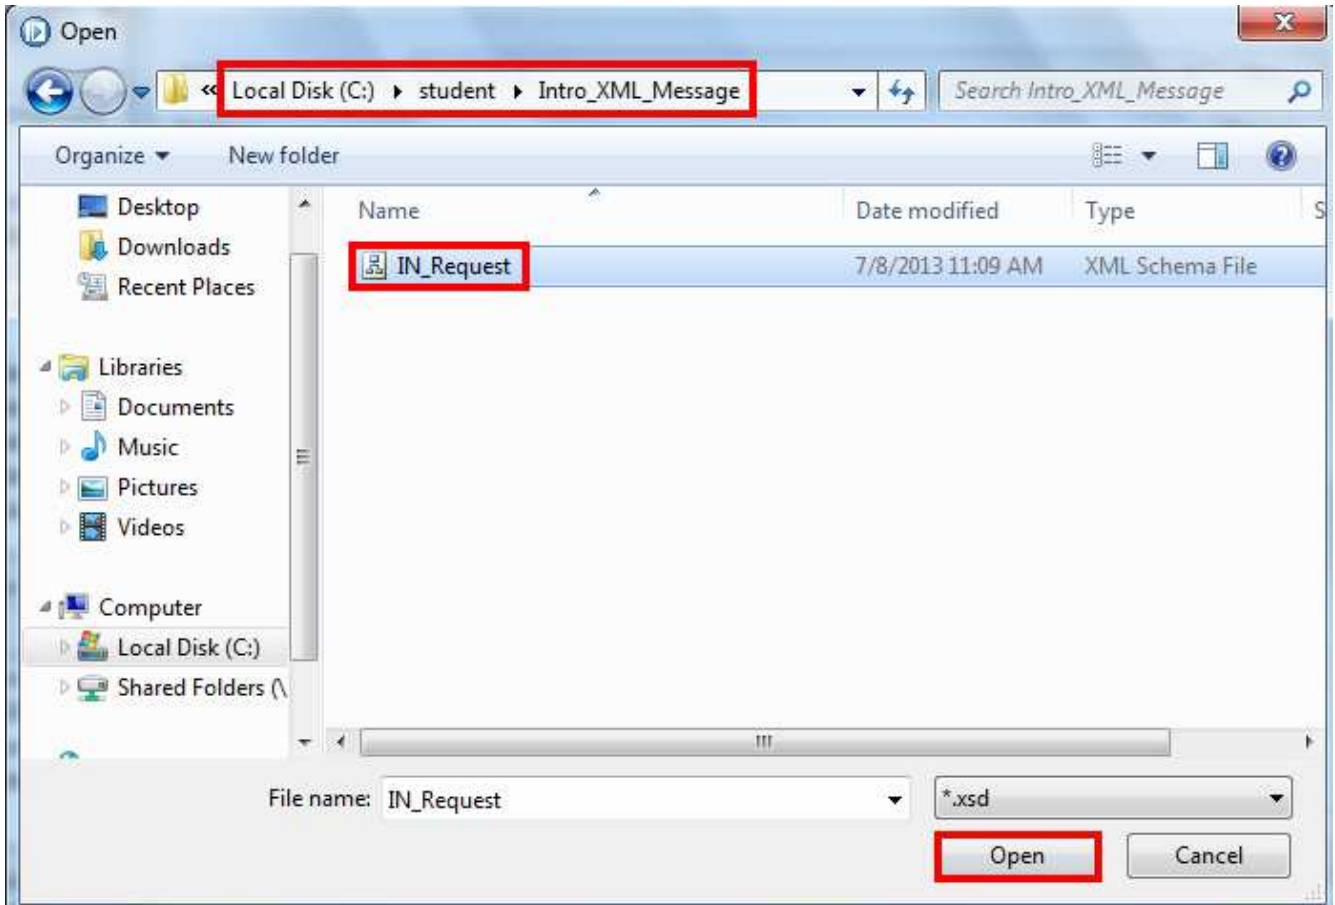 Open
« Local Disk (C:) ▸ student ▸ Intro_XML_Message
Search Intro_XML_Message
Organize
New folder
Name
Date modified
Type
S
Desktop
Downloads
Recent Places
IN_Request
7/8/2013 11:09 AM
XML Schema File
Libraries
Documents
Music
Pictures
Videos
Computer
Local Disk (C:)
Shared Folders (\
File name:
IN_Request
*.xsd
Open
Cancel